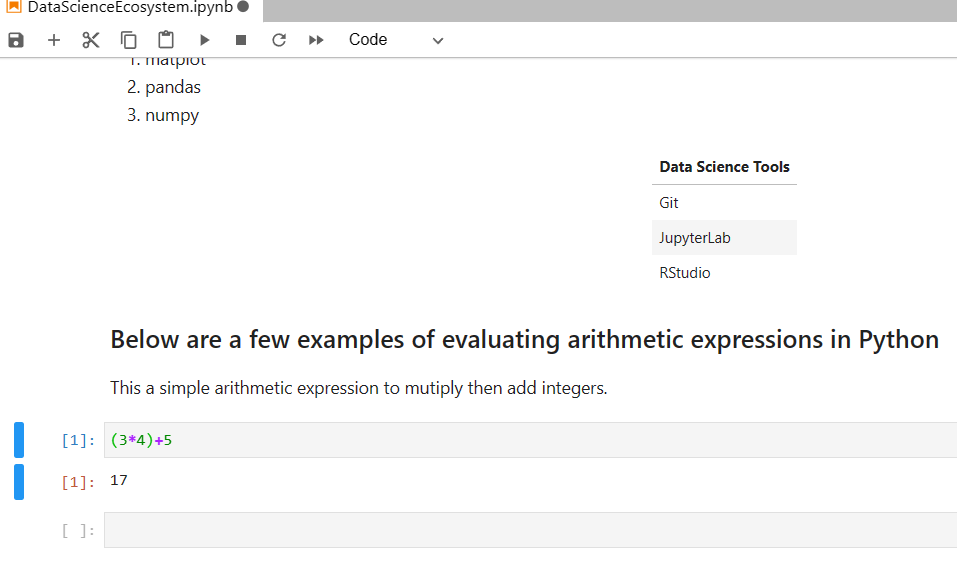 DataScienceEcosystem.ipynb
Code
1. matplot
2. pandas
3. numpy
Data Science Tools
Git
JupyterLab
RStudio
Below are a few examples of evaluating arithmetic expressions in Python
This a simple arithmetic expression to mutiply then add integers.
[1]: (3*4)+5
[1]: 17
[ ]: